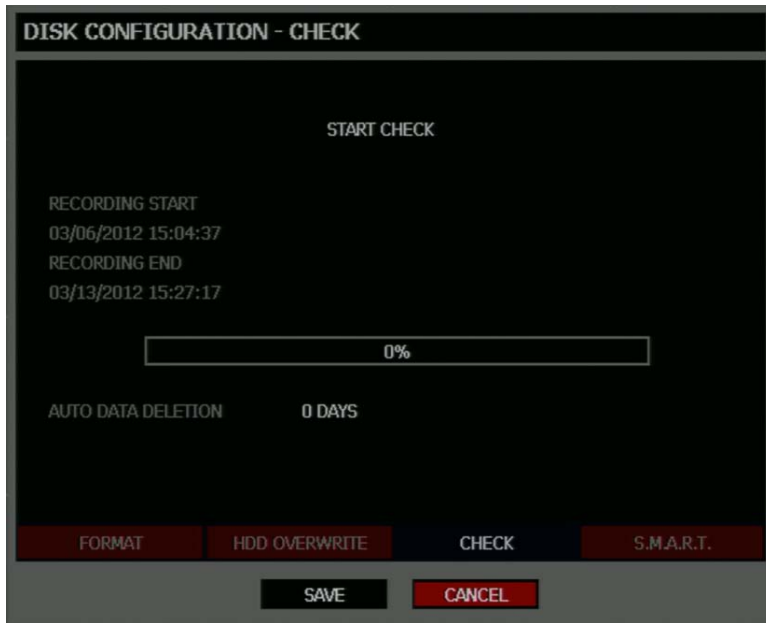 DISK CONFIGURATION - CHECK
START CHECK
RECORDING START
03/06/2012 15:04:37
RECORDING END
03/13/2012 15:27:17
0%
AUTO DATA DELETION 0 DAYS
FORMAT HDD OVERWRITE CHECK S.M.A.R.T.
SAVE CANCEL